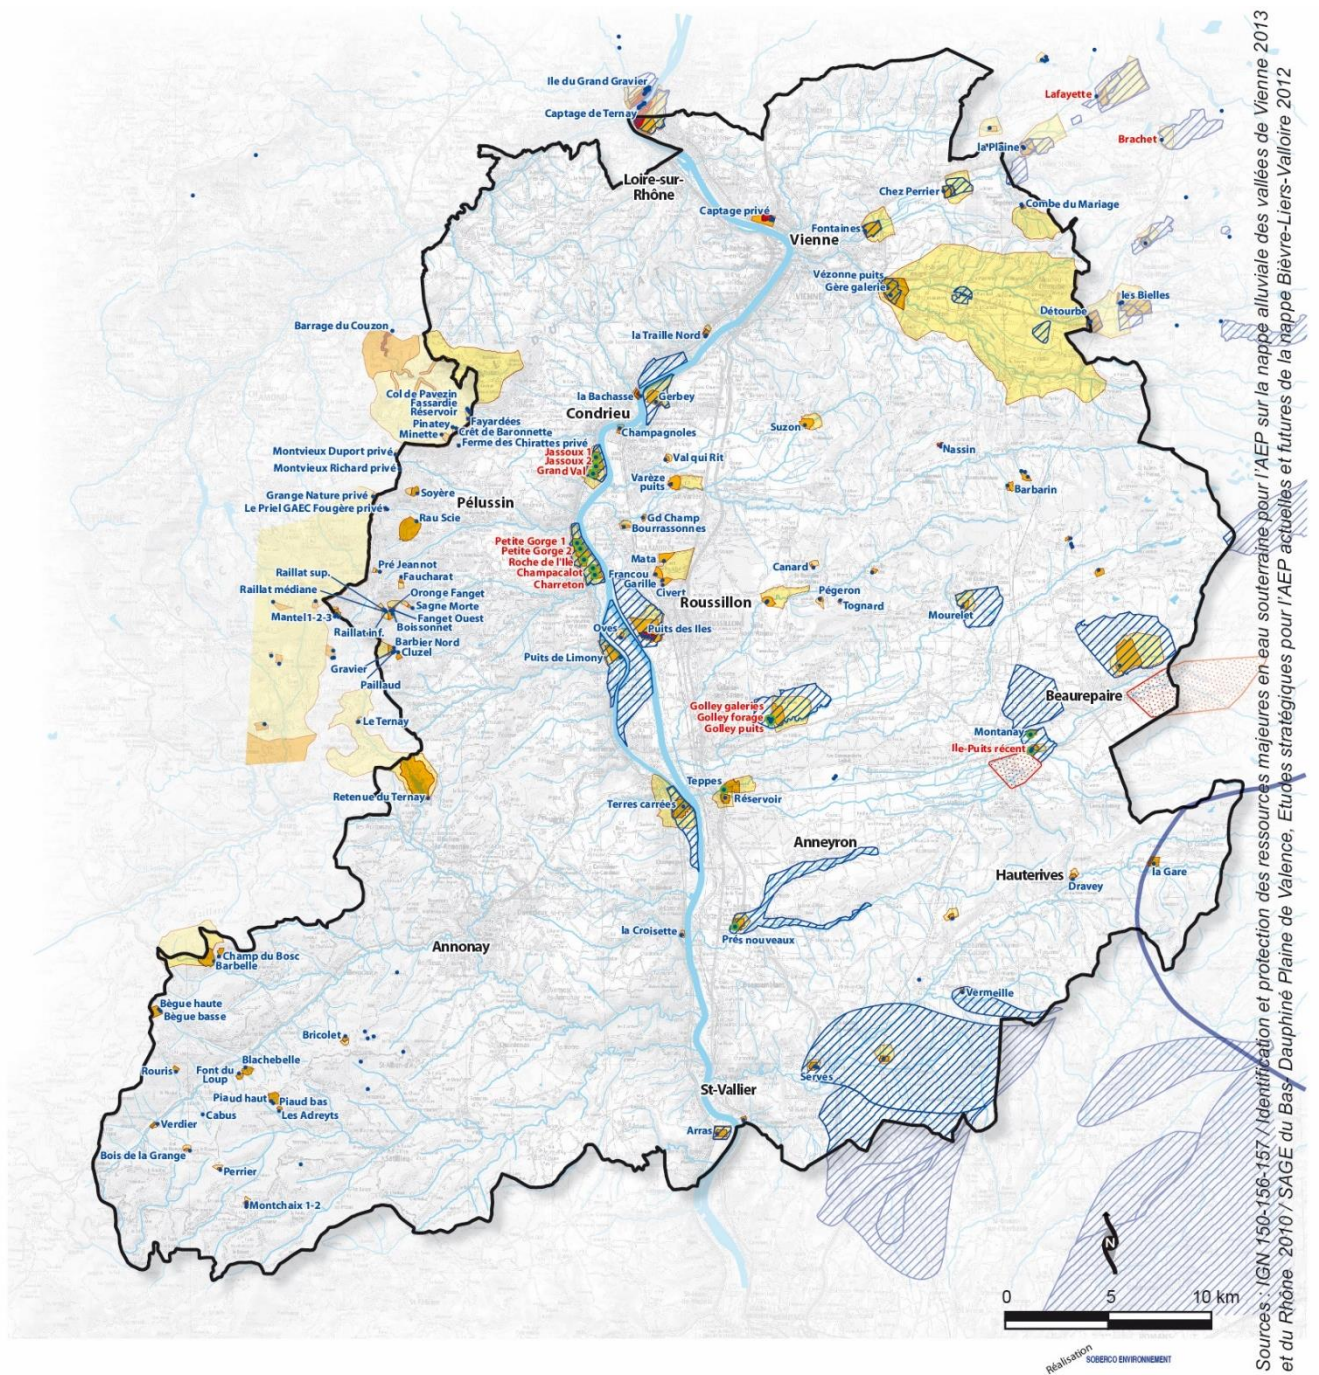 Ile du Grand Gravier
Captage de Ternay
Lafayette
Brachet
la Plaine
Loire-sur-
Rhône
Chez Perrier
Combe du Mariage
Captage privé
Fontaines
Vienne
Vézonne puits
Gère galerie
les Bielles
Détourbe
Barrage du Couzon
la Traille Nord
Col de Pavezin
Fassardie
Réservoir
Pinatey
Minette
Fayardées
Crêt de Baronnette
Ferme des Chirattes privé
la Bachasse
Gerbey
Condrieu
Champagnoles
Suzon
Nassin
Montvieux Duport privé
Montvieux Richard privé
Jassoux 1
Jassoux 2
Grand Val
Val qui Rit
Varèze
puits
Barbarin
Grange Nature privé
Le Priel GAEC Fougère privé
Soyère
Pélussin
Rau Scie
Gd Champ
Bourrassonnes
Petite Gorge 1
Petite Gorge 2
Roche de l'Ile
Champacalot
Charreton
Mata
Francou
Garille
Civert
Canard
Pégeron
Tognard
Mourelet
Pré Jeannot
Faucharat
Raillat sup.
Raillat médiane
Oronge Fanget
Sagne Morte
Fanget Ouest
Boissonnet
Mantel 1-2-3
Raillat inf.
Barbier Nord
Cluzel
Gravier
Paillaud
Roussillon
Oves
Puits des Iles
Puits de Limony
Beaurepaire
Le Ternay
Golley galeries
Golley forage
Golley puits
Montanay
Ile-Puits récent
Retenue du Ternay
Teppes
Réservoir
Terres carrées
Anneyron
Hauterives
Dravey
la Gare
la Croisette
Prés nouveaux
Annonay
Champ du Bosc
Barbelle
Vermeille
Bègue haute
Bègue basse
Bricolet
Blachebelle
Rouris
Font du
Loup
Piaud haut
Piaud bas
Les Adreyts
Cabus
Verdier
Bois de la Grange
Perrier
Montchaix 1-2
St-Vallier
Serves
Arras
N
0 5 10 km
Réalisation SOBERCO ENVIRONNEMENT
Sources : IGN 150-156-157 / Identification et protection des ressources majeures en eau souterraine pour l'AEP sur la nappe alluviale des vallées de Vienne 2013
et du Rhône 2010 / SAGE du Bas Dauphiné Plaine de Valence, Etudes stratégiques pour l'AEP actuelles et futures de la nappe Bièvre-Liers-Valloire 2012